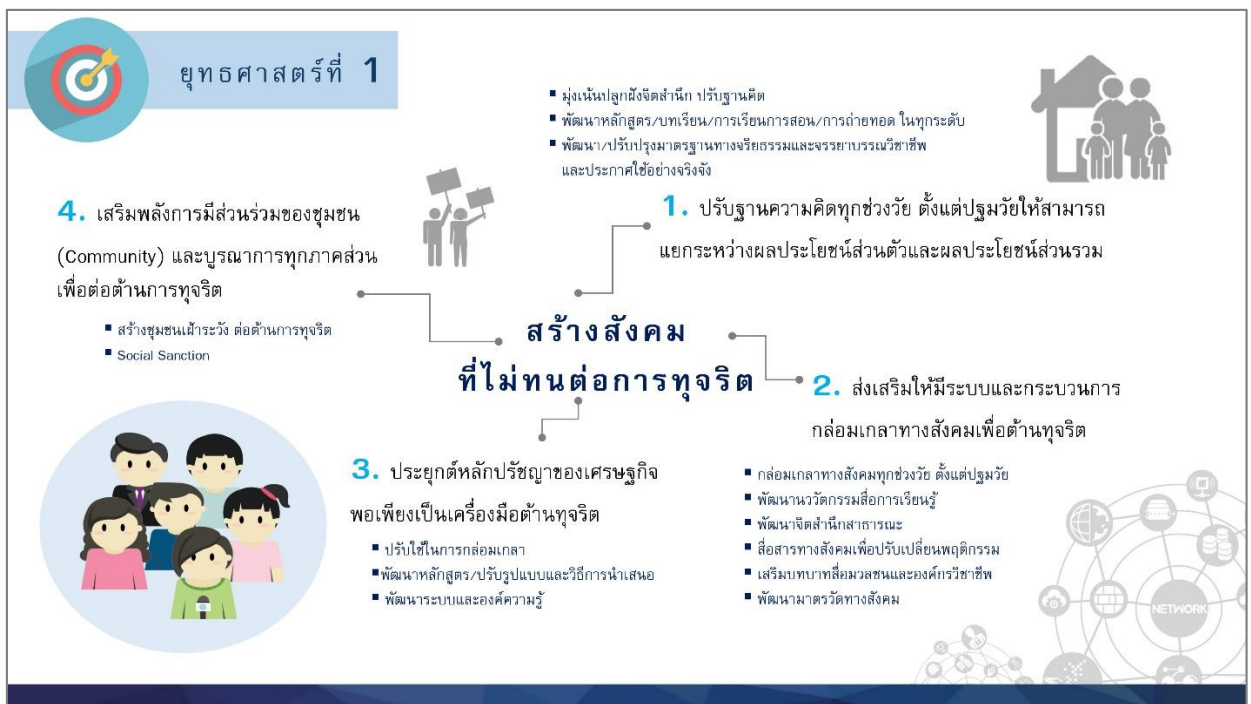 ยุทธศาสตร์ที่ 1
▪ มุ่งเน้นปลูกฝังจิตสำนึก ปรับฐานคิด
▪ พัฒนาหลักสูตร/บทเรียน/การเรียนการสอน/การถ่ายทอด ในทุกระดับ
▪ พัฒนา/ปรับปรุงมาตรฐานทางจริยธรรมและจรรยาบรรณวิชาชีพ
และประกาศใช้อย่างจริงจัง
1. ปรับฐานความคิดทุกช่วงวัย ตั้งแต่ปฐมวัยให้สามารถ
แยกระหว่างผลประโยชน์ส่วนตัวและผลประโยชน์ส่วนรวม
4. เสริมพลังการมีส่วนร่วมของชุมชน
(Community) และบูรณาการทุกภาคส่วน
เพื่อต่อต้านการทุจริต
▪ สร้างชุมชนเฝ้าระวัง ต่อต้านการทุจริต
▪ Social Sanction
สร้างสังคม
ที่ไม่ทนต่อการทุจริต
2. ส่งเสริมให้มีระบบและกระบวนการ
กล่อมเกลาทางสังคมเพื่อต้านทุจริต
▪ กล่อมเกลาทางสังคมทุกช่วงวัย ตั้งแต่ปฐมวัย
▪ พัฒนานวัตกรรมสื่อการเรียนรู้
▪ พัฒนาจิตสำนึกสาธารณะ
▪ สื่อสารทางสังคมเพื่อปรับเปลี่ยนพฤติกรรม
▪ เสริมบทบาทสื่อมวลชนและองค์กรวิชาชีพ
▪ พัฒนามาตรวัดทางสังคม
3. ประยุกต์หลักปรัชญาของเศรษฐกิจ
พอเพียงเป็นเครื่องมือต้านทุจริต
▪ ปรับใช้ในการกล่อมเกลา
▪พัฒนาหลักสูตร/ปรับรูปแบบและวิธีการนำเสนอ
▪ พัฒนาระบบและองค์ความรู้
NETWORK